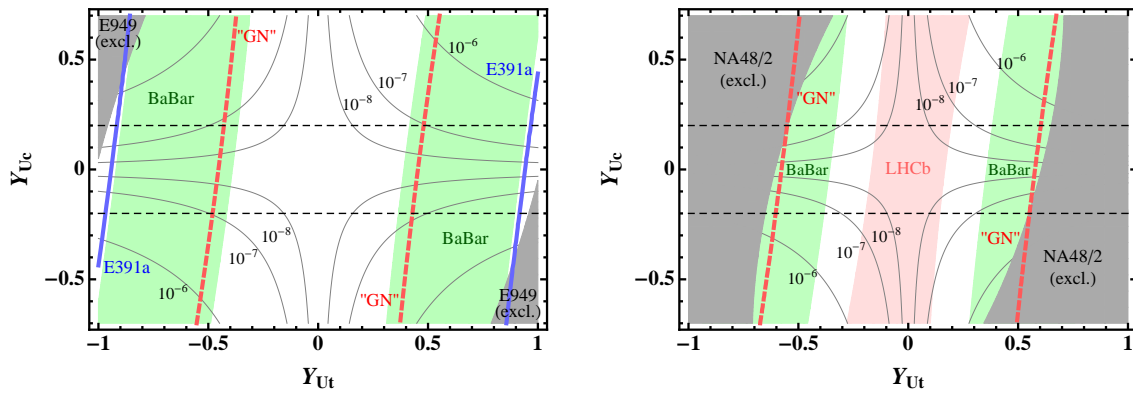 E949
(excl.)
"GN"
10⁻⁶
E391a
10⁻⁷
BaBar
10⁻⁸
10⁻⁸
10⁻⁷
BaBar
E391a
10⁻⁶
"GN"
E949
(excl.)
0.5
0
−0.5
Y_Uc
−1
−0.5
0
0.5
1
Y_Ut
NA48/2
(excl.)
"GN"
10⁻⁶
10⁻⁷
10⁻⁸
BaBar
LHCb
BaBar
10⁻⁸
10⁻⁷
"GN"
10⁻⁶
NA48/2
(excl.)
0.5
0
−0.5
Y_Uc
−1
−0.5
0
0.5
1
Y_Ut